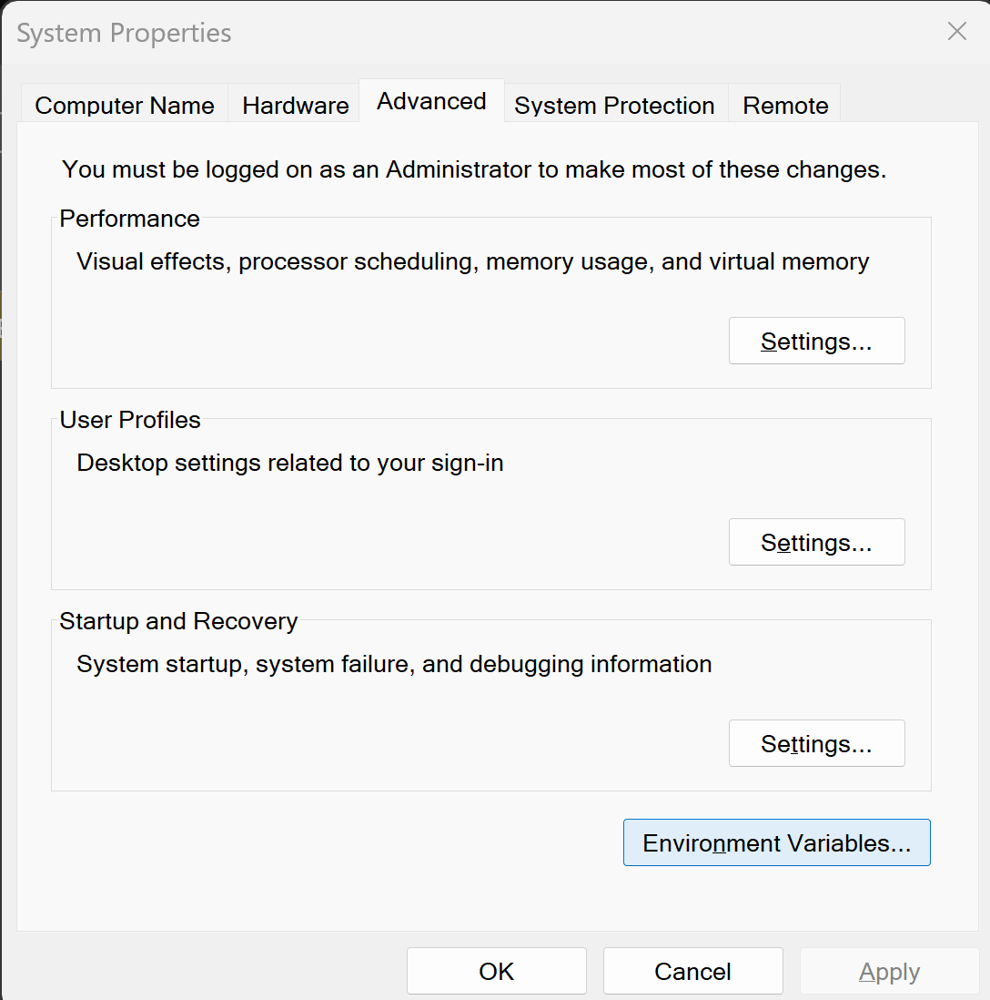 System Properties
Computer Name Hardware Advanced System Protection Remote
You must be logged on as an Administrator to make most of these changes.
Performance
Visual effects, processor scheduling, memory usage, and virtual memory
Settings...
User Profiles
Desktop settings related to your sign-in
Settings...
Startup and Recovery
System startup, system failure, and debugging information
Settings...
Environment Variables...
OK Cancel Apply